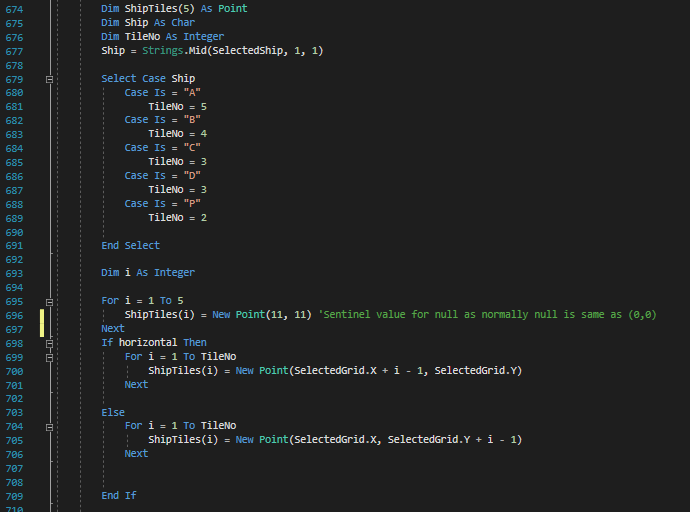 674 Dim ShipTiles(5) As Point
675 Dim Ship As Char
676 Dim TileNo As Integer
677 Ship = Strings.Mid(SelectedShip, 1, 1)
678
679 Select Case Ship
680 Case Is = "A"
681 TileNo = 5
682 Case Is = "B"
683 TileNo = 4
684 Case Is = "C"
685 TileNo = 3
686 Case Is = "D"
687 TileNo = 3
688 Case Is = "P"
689 TileNo = 2
690
691 End Select
692
693 Dim i As Integer
694
695 For i = 1 To 5
696 ShipTiles(i) = New Point(11, 11) 'Sentinel value for null as normally null is same as (0,0)
697 Next
698 If horizontal Then
699 For i = 1 To TileNo
700 ShipTiles(i) = New Point(SelectedGrid.X + i - 1, SelectedGrid.Y)
701 Next
702
703 Else
704 For i = 1 To TileNo
705 ShipTiles(i) = New Point(SelectedGrid.X, SelectedGrid.Y + i - 1)
706 Next
707
708
709 End If
710